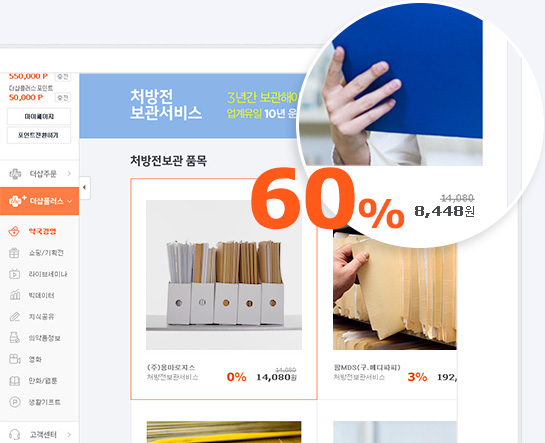 550,000 P 충전
더샵플러스 포인트
50,000 P 충전
마이페이지
포인트전환하기
더샵주문
더샵플러스
약국경영
쇼핑/기획전
라이브세미나
빅데이터
지식공유
의약품정보
영화
만화/웹툰
생활기프트
고객센터
처방전
보관서비스
3년간 보관해야
업계유일 10년 운
처방전보관 품목
60%
14,080
8,448원
(주)용마로지스
처방전보관서비스
0%
14,080
14,080원
팜MDS(구.메디파씨)
처방전보관서비스
3%
192,